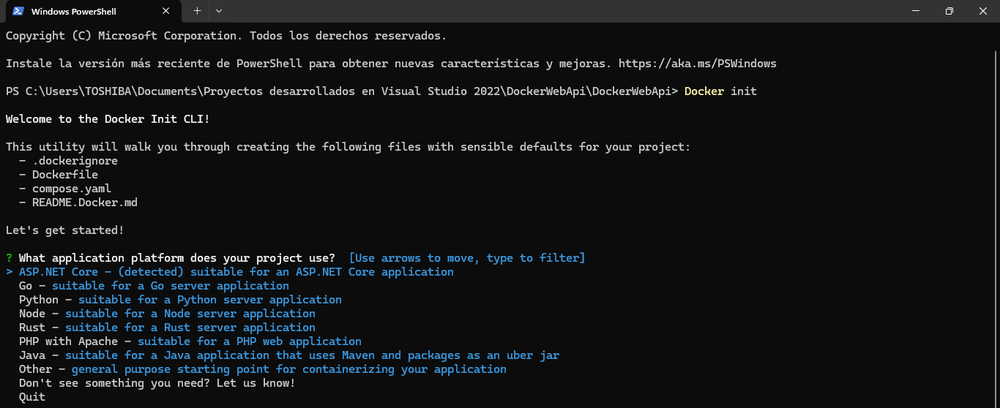 Windows PowerShell
Copyright (C) Microsoft Corporation. Todos los derechos reservados.
Instale la versión más reciente de PowerShell para obtener nuevas características y mejoras. https://aka.ms/PSWindows
PS C:\Users\TOSHIBA\Documents\Proyectos desarrollados en Visual Studio 2022\DockerWebApi\DockerWebApi> Docker init
Welcome to the Docker Init CLI!
This utility will walk you through creating the following files with sensible defaults for your project:
- .dockerignore
- Dockerfile
- compose.yaml
- README.Docker.md
Let's get started!
? What application platform does your project use?  [Use arrows to move, type to filter]
> ASP.NET Core - (detected) suitable for an ASP.NET Core application
Go - suitable for a Go server application
Python - suitable for a Python server application
Node - suitable for a Node server application
Rust - suitable for a Rust server application
PHP with Apache - suitable for a PHP web application
Java - suitable for a Java application that uses Maven and packages as an uber jar
Other - general purpose starting point for containerizing your application
Don't see something you need? Let us know!
Quit